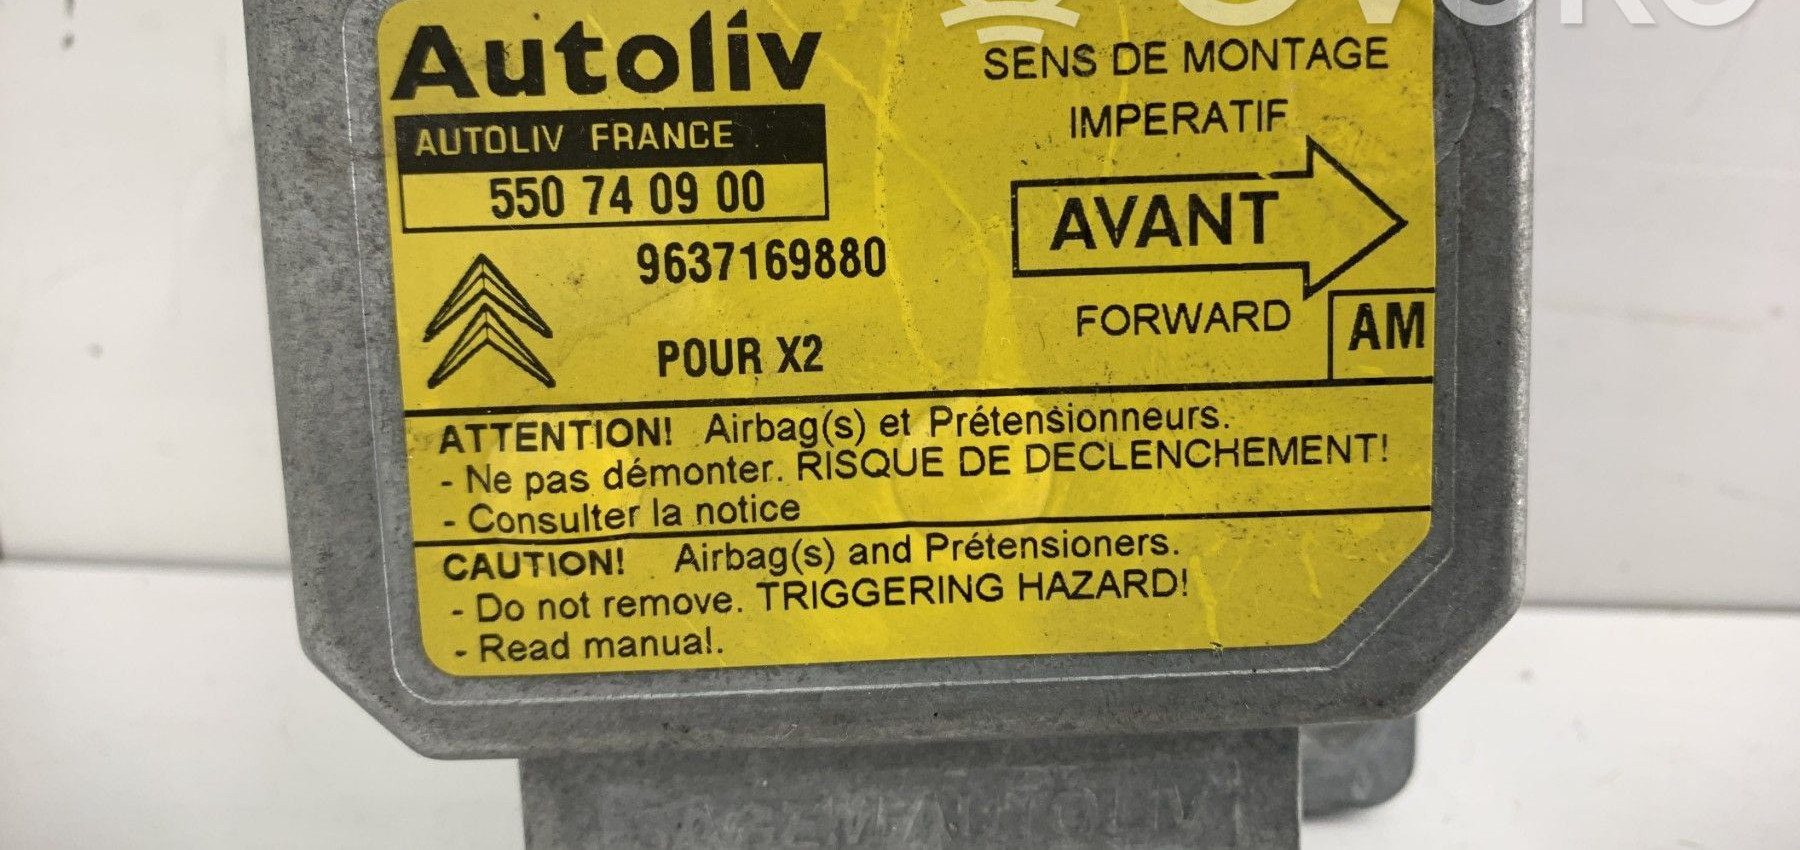 Autoliv
AUTOLIV FRANCE
550 74 09 00
9637169880
POUR X2
SENS DE MONTAGE
IMPERATIF
AVANT
FORWARD
AM
ATTENTION! Airbag(s) et Prétensionneurs.
- Ne pas démonter. RISQUE DE DECLENCHEMENT!
- Consulter la notice
CAUTION! Airbag(s) and Prétensioners.
- Do not remove. TRIGGERING HAZARD!
- Read manual.
AUTOLIV